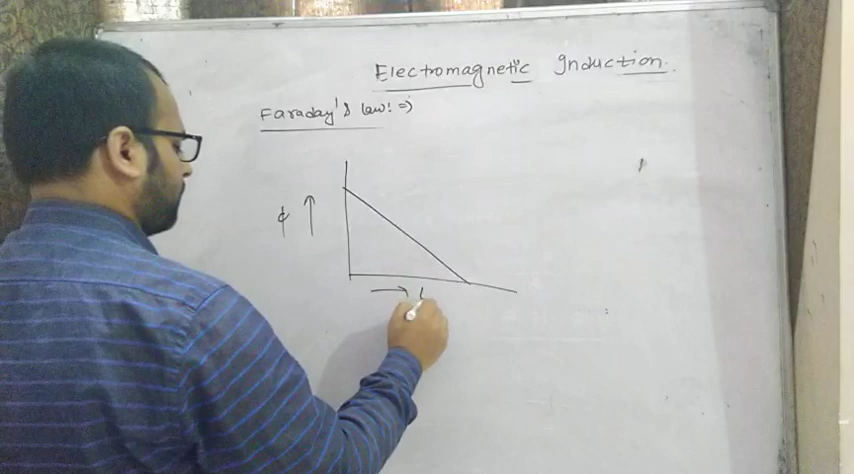 Electromagnetic Induction.
Faraday's law: ⇒
ϕ ↑
→ t